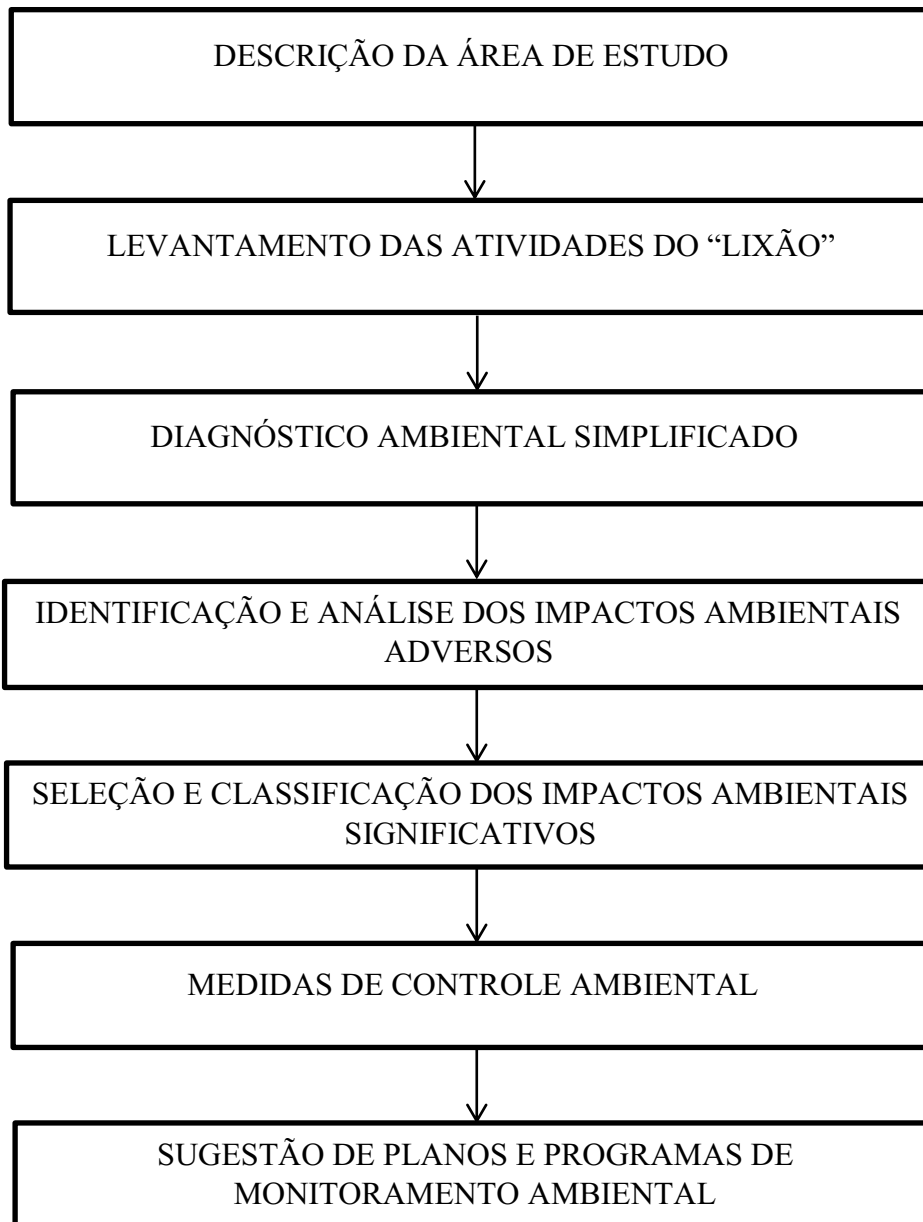 DESCRIÇÃO DA ÁREA DE ESTUDO
LEVANTAMENTO DAS ATIVIDADES DO “LIXÃO”
DIAGNÓSTICO AMBIENTAL SIMPLIFICADO
IDENTIFICAÇÃO E ANÁLISE DOS IMPACTOS AMBIENTAIS
ADVERSOS
SELEÇÃO E CLASSIFICAÇÃO DOS IMPACTOS AMBIENTAIS
SIGNIFICATIVOS
MEDIDAS DE CONTROLE AMBIENTAL
SUGESTÃO DE PLANOS E PROGRAMAS DE
MONITORAMENTO AMBIENTAL